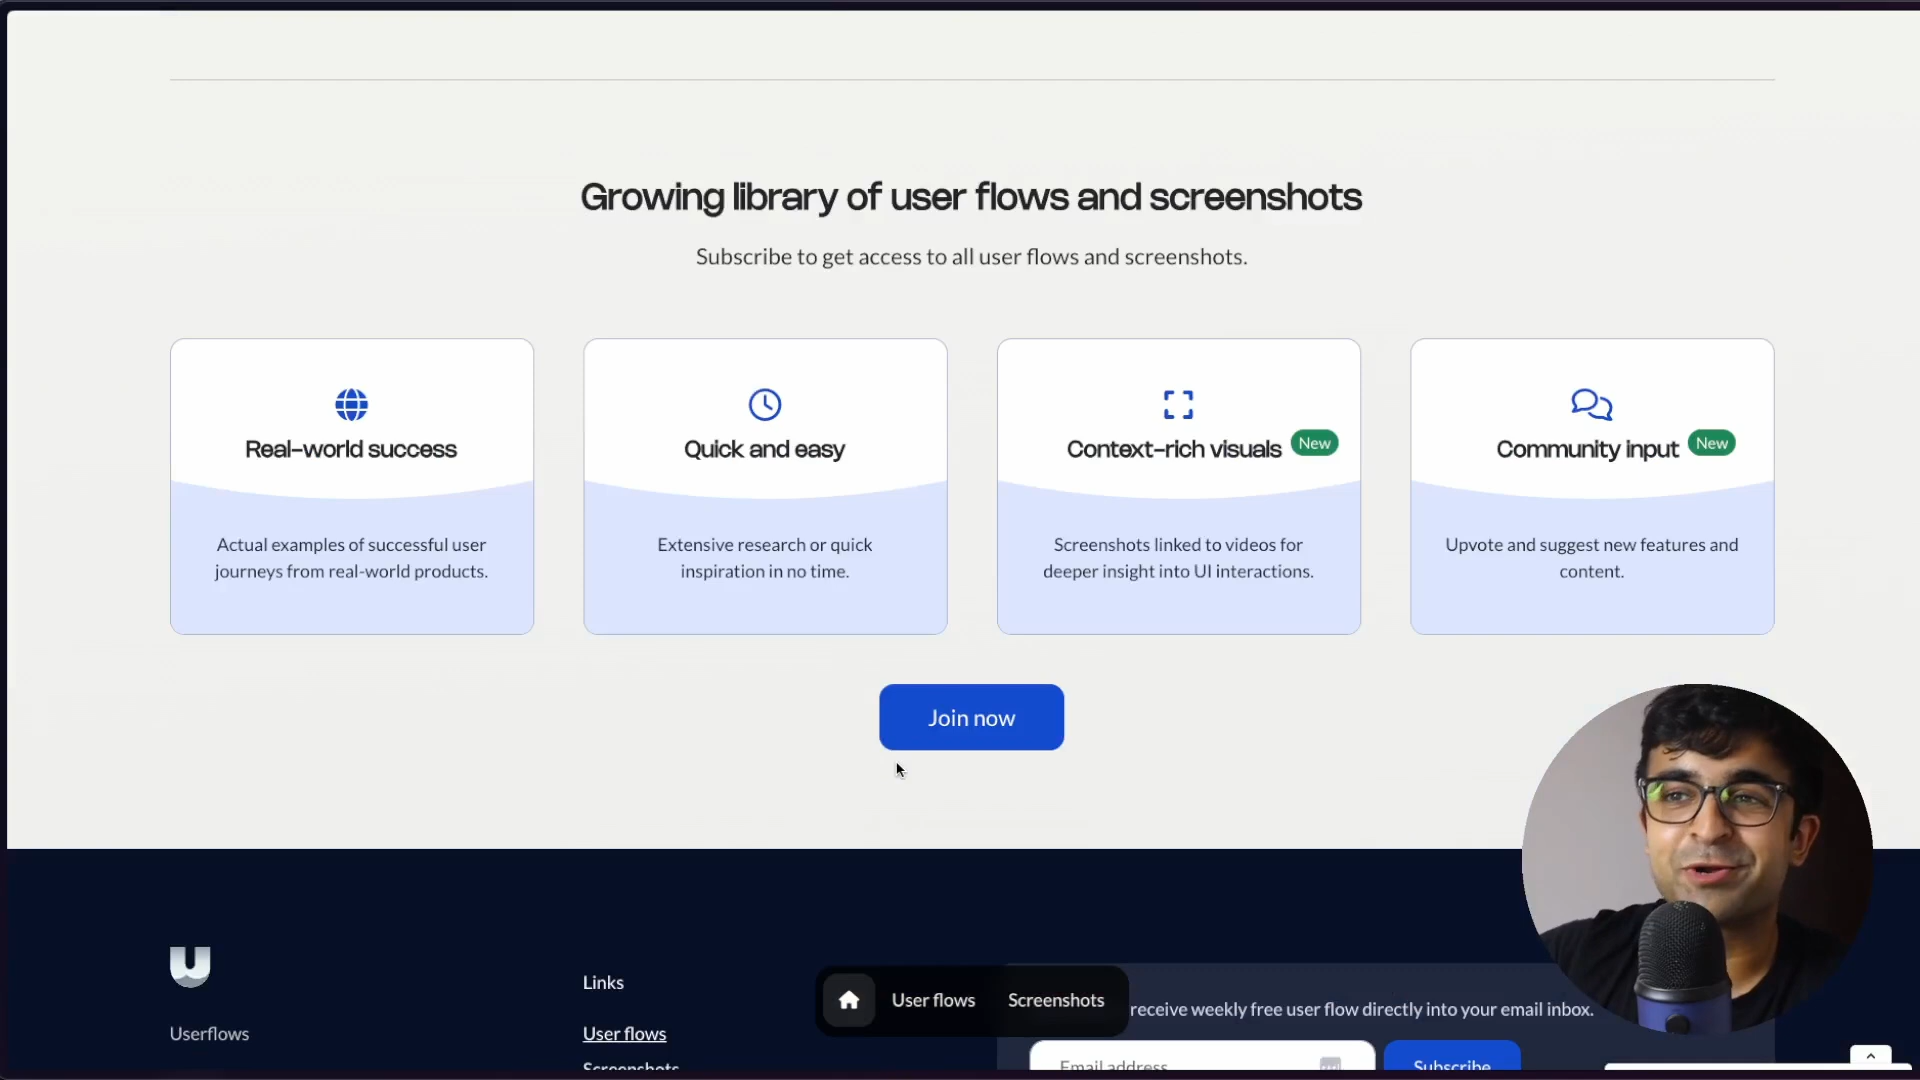 Growing library of user flows and screenshots
Subscribe to get access to all user flows and screenshots.
Real-world success
Actual examples of successful user
journeys from real-world products.
Quick and easy
Extensive research or quick
inspiration in no time.
Context-rich visuals New
Screenshots linked to videos for
deeper insight into UI interactions.
Community input New
Upvote and suggest new features and
content.
Join now
U
Userflows
Links
User flows
Screenshots
User flows Screenshots
receive weekly free user flow directly into your email inbox.
Email address
Subscribe